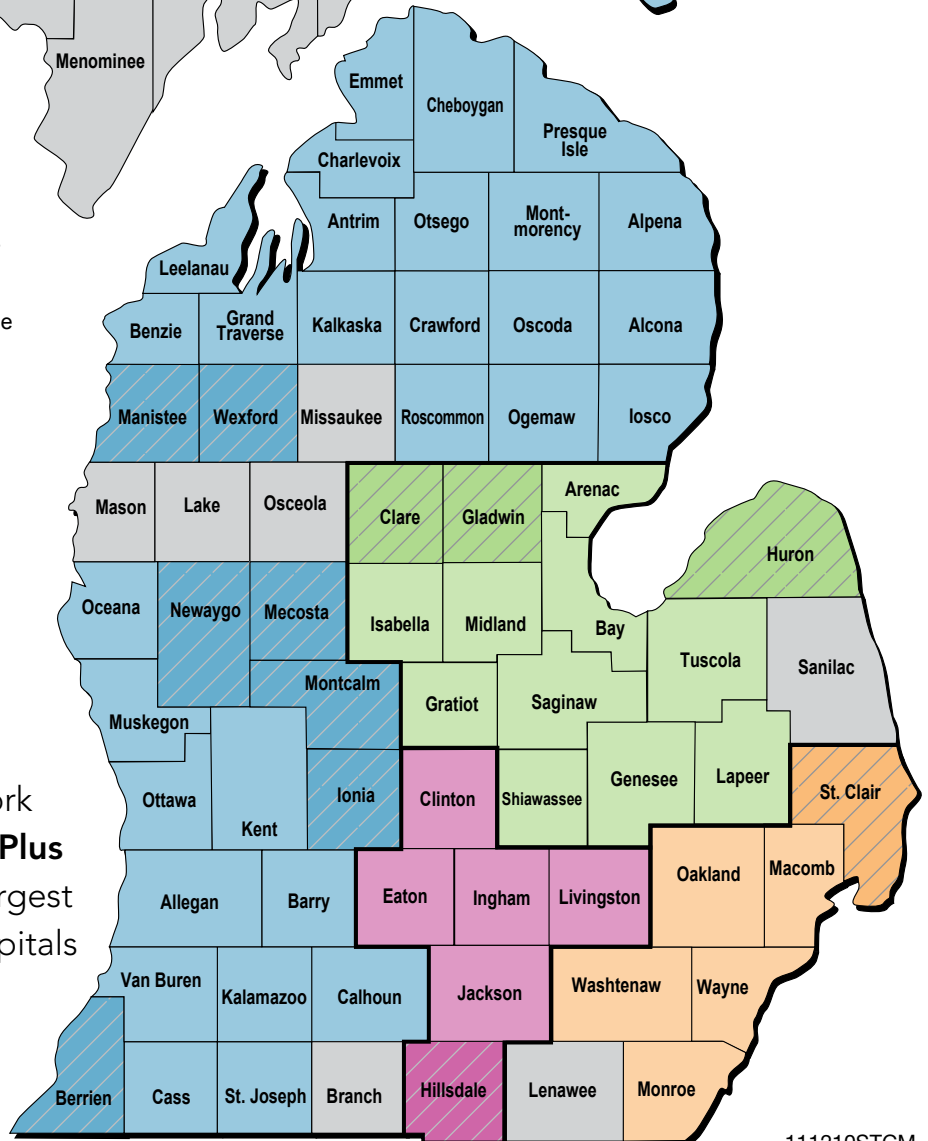 Menominee
Emmet
Cheboygan
Presque
Isle
Charlevoix
Antrim
Otsego
Mont-
morency
Alpena
Leelanau
e
Benzie
Grand
Traverse
Kalkaska
Crawford
Oscoda
Alcona
Manistee
Wexford
Missaukee
Roscommon
Ogemaw
Iosco
Mason
Lake
Osceola
Clare
Gladwin
Arenac
Huron
Oceana
Newaygo
Mecosta
Isabella
Midland
Bay
Tuscola
Sanilac
Montcalm
Gratiot
Saginaw
Muskegon
Ottawa
Kent
Ionia
Clinton
Shiawassee
Genesee
Lapeer
St. Clair
ork
Plus
rgest
pitals
Allegan
Barry
Eaton
Ingham
Livingston
Oakland
Macomb
Van Buren
Kalamazoo
Calhoun
Jackson
Washtenaw
Wayne
Berrien
Cass
St. Joseph
Branch
Hillsdale
Lenawee
Monroe